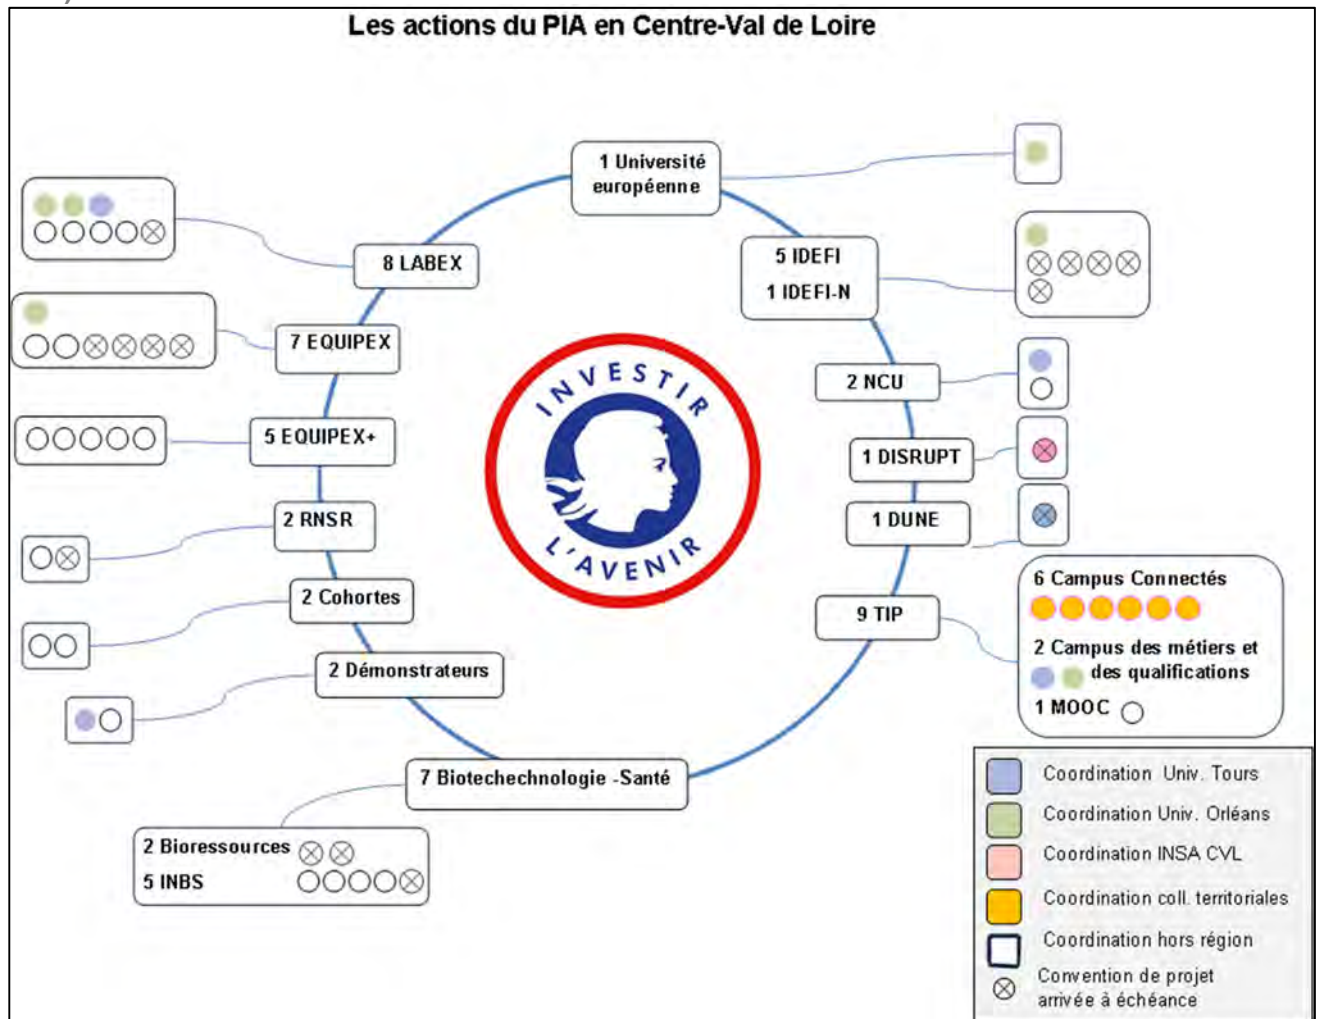 Les actions du PIA en Centre-Val de Loire
1 Université
européenne
5 IDEFI
1 IDEFI-N
8 LABEX
7 EQUIPEX
2 NCU
5 EQUIPEX+
1 DISRUPT
2 RNSR
1 DUNE
INVESTIR
L'AVENIR
2 Cohortes
9 TIP
6 Campus Connectés
2 Campus des métiers et
des qualifications
1 MOOC
2 Démonstrateurs
7 Biotechechnologie -Santé
2 Bioressources
5 INBS
Coordination Univ. Tours
Coordination Univ. Orléans
Coordination INSA CVL
Coordination coll. territoriales
Coordination hors région
Convention de projet
arrivée à échéance